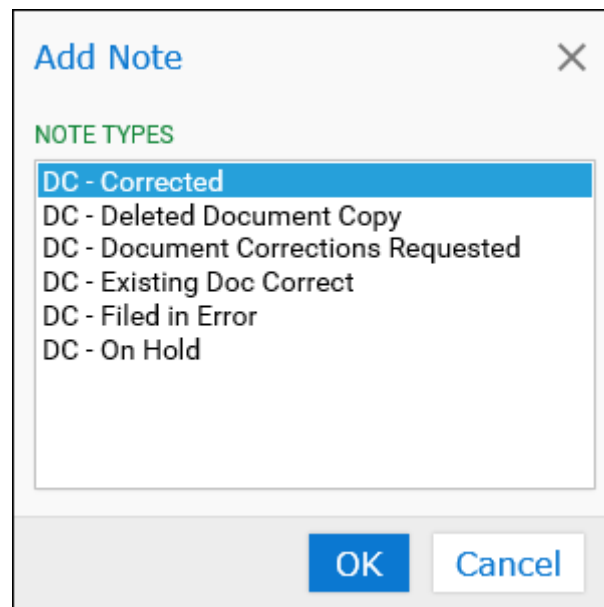 Add Note
NOTE TYPES
DC - Corrected
DC - Deleted Document Copy
DC - Document Corrections Requested
DC - Existing Doc Correct
DC - Filed in Error
DC - On Hold
OK Cancel